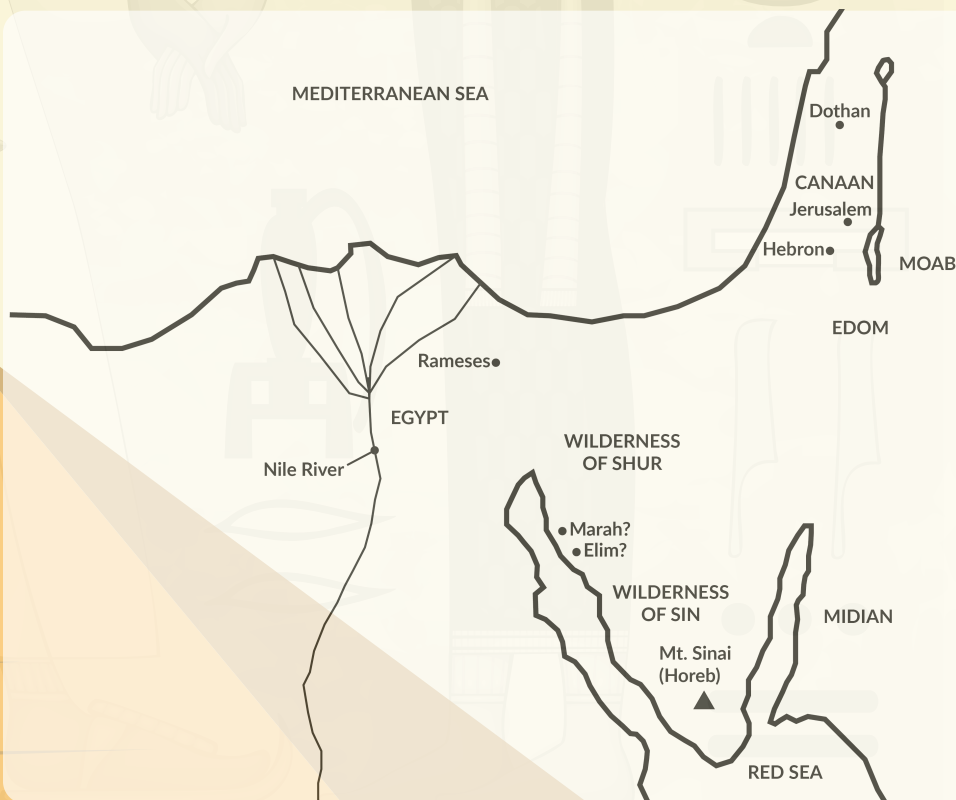 MEDITERRANEAN SEA
Dothan
CANAAN
Jerusalem
Hebron
MOAB
EDOM
Rameses
EGYPT
WILDERNESS
OF SHUR
Nile River
Marah?
Elim?
WILDERNESS
OF SIN
MIDIAN
Mt. Sinai
(Horeb)
RED SEA